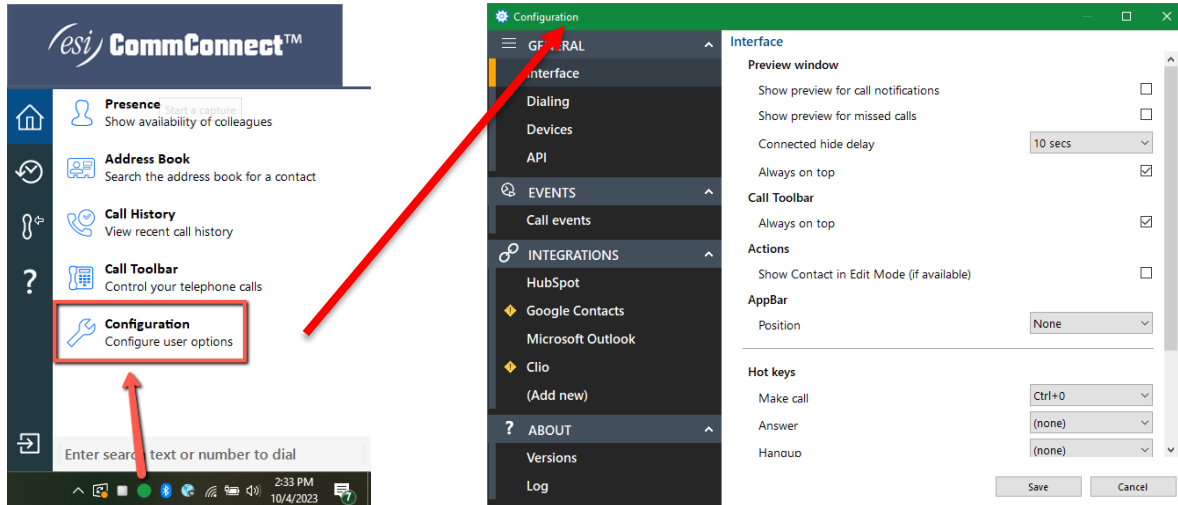 esi CommConnect™
Presence
Start a capture
Show availability of colleagues
Address Book
Search the address book for a contact
Call History
View recent call history
Call Toolbar
Control your telephone calls
Configuration
Configure user options
?
Enter search text or number to dial
2:33 PM
10/4/2023
7
Configuration
GENERAL
Interface
Dialing
Devices
API
EVENTS
Call events
INTEGRATIONS
HubSpot
Google Contacts
Microsoft Outlook
Clio
(Add new)
? ABOUT
Versions
Log
Interface
Preview window
Show preview for call notifications
Show preview for missed calls
Connected hide delay 10 secs
Always on top
Call Toolbar
Always on top
Actions
Show Contact in Edit Mode (if available)
AppBar
Position None
Hot keys
Make call Ctrl+0
Answer (none)
Hangup (none)
Save Cancel